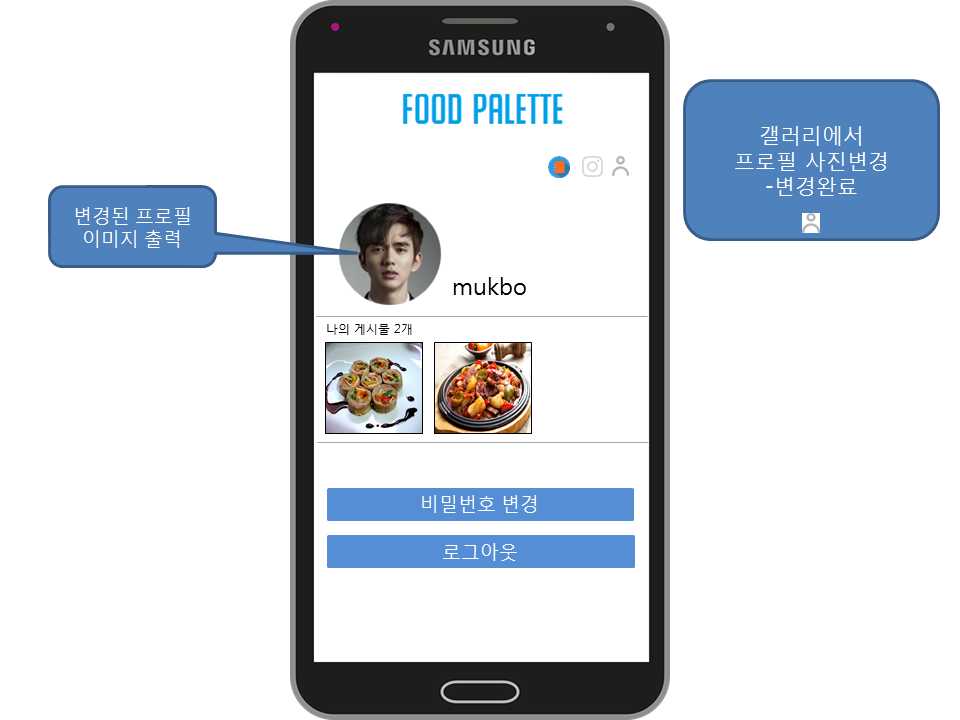 SAMSUNG
FOOD PALETTE
갤러리에서
프로필 사진변경
-변경완료
변경된 프로필
이미지 출력
mukbo
나의 게시물 2개
비밀번호 변경
로그아웃